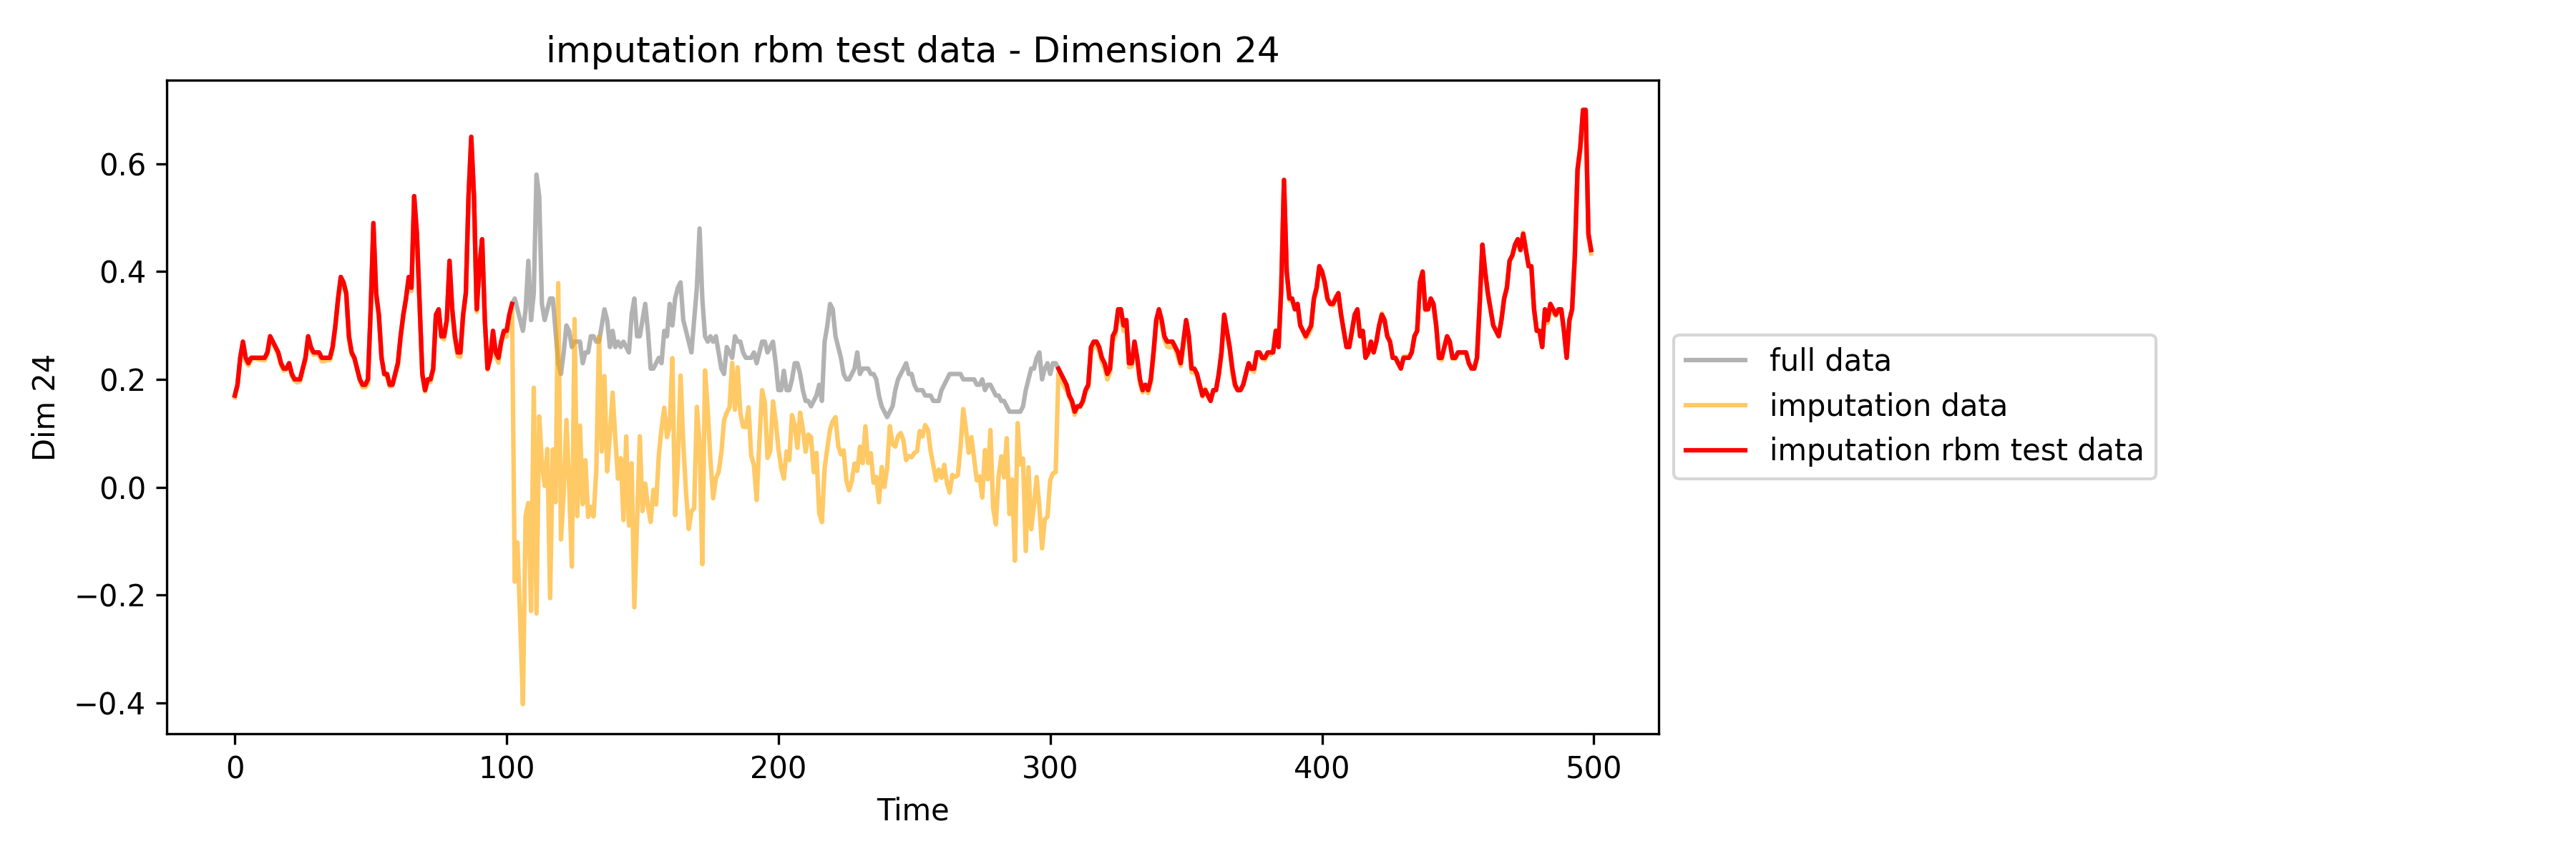 imputation rbm test data - Dimension 24
Dim 24
0.6
0.4
0.2
0.0
−0.2
−0.4
0 100 200 300 400 500
Time
full data
imputation data
imputation rbm test data